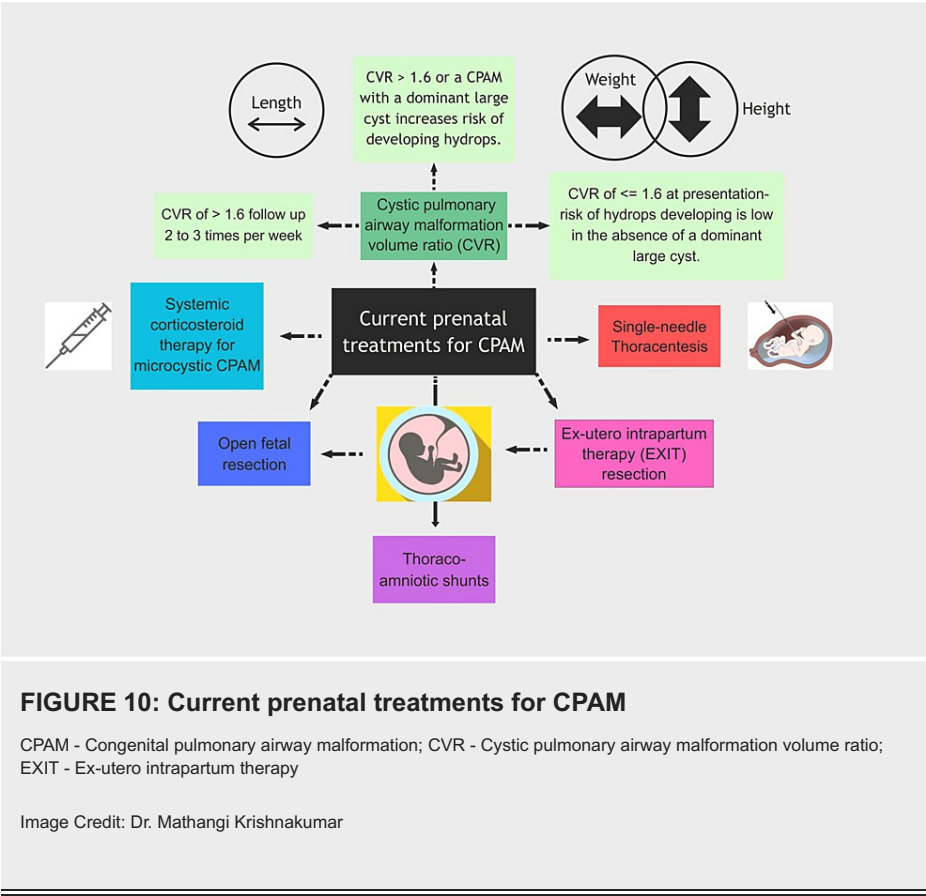 Length
CVR > 1.6 or a CPAM
with a dominant large
cyst increases risk of
developing hydrops.
Weight
Height
CVR of > 1.6 follow up
2 to 3 times per week
Cystic pulmonary
airway malformation
volume ratio (CVR)
CVR of <= 1.6 at presentation-
risk of hydrops developing is low
in the absence of a dominant
large cyst.
Systemic
corticosteroid
therapy for
microcystic CPAM
Current prenatal
treatments for CPAM
Single-needle
Thoracentesis
Open fetal
resection
Ex-utero intrapartum
therapy (EXIT)
resection
Thoraco-
amniotic shunts
FIGURE 10: Current prenatal treatments for CPAM
CPAM - Congenital pulmonary airway malformation; CVR - Cystic pulmonary airway malformation volume ratio;
EXIT - Ex-utero intrapartum therapy
Image Credit: Dr. Mathangi Krishnakumar